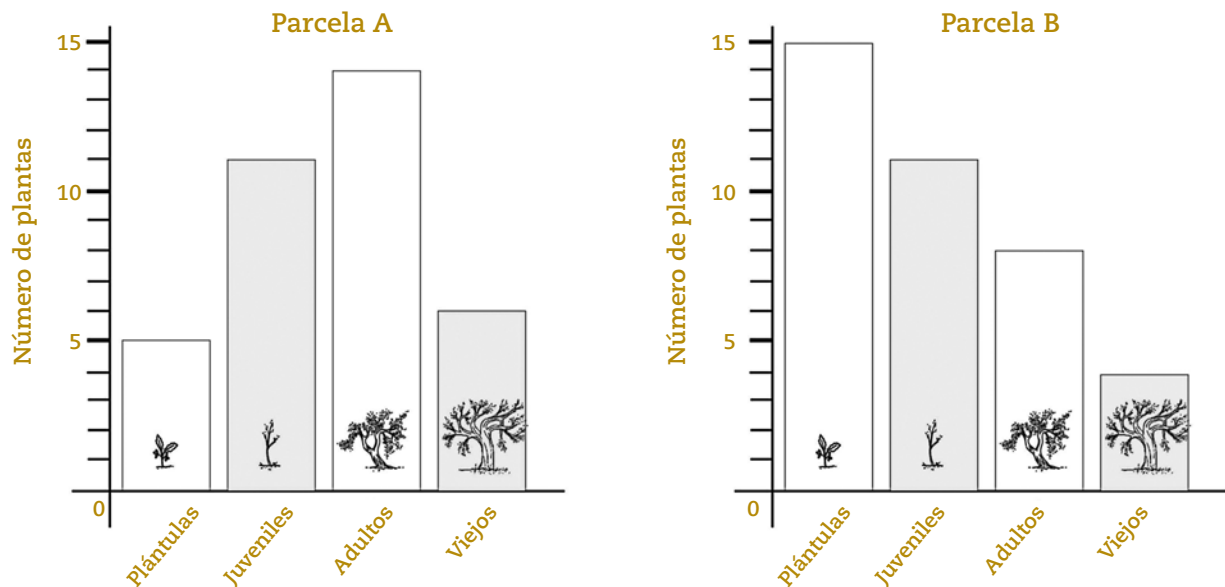 Parcela A
Número de plantas
15
10
5
0
Plántulas
Juveniles
Adultos
Viejos
Parcela B
Número de plantas
15
10
5
0
Plántulas
Juveniles
Adultos
Viejos